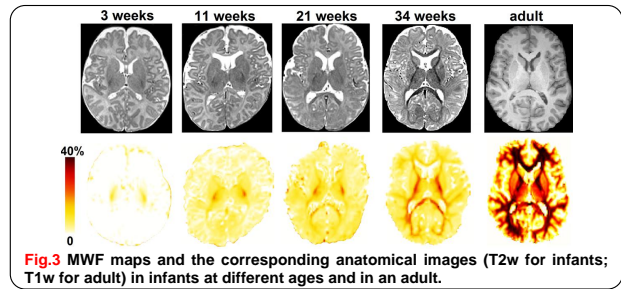 3 weeks 11 weeks 21 weeks 34 weeks adult
40%
0
Fig.3 MWF maps and the corresponding anatomical images (T2w for infants;
T1w for adult) in infants at different ages and in an adult.